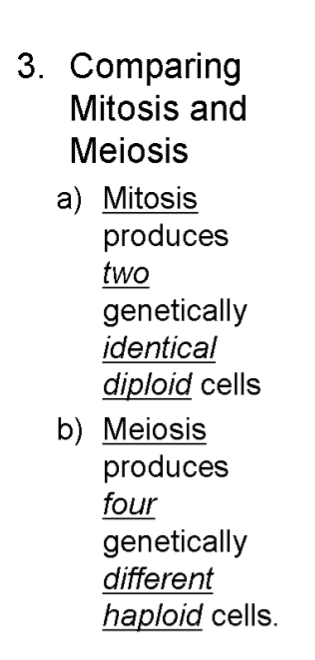 3. Comparing
Mitosis and
Meiosis
a) Mitosis
produces
two
genetically
identical
diploid cells
b) Meiosis
produces
four
genetically
different
haploid cells.